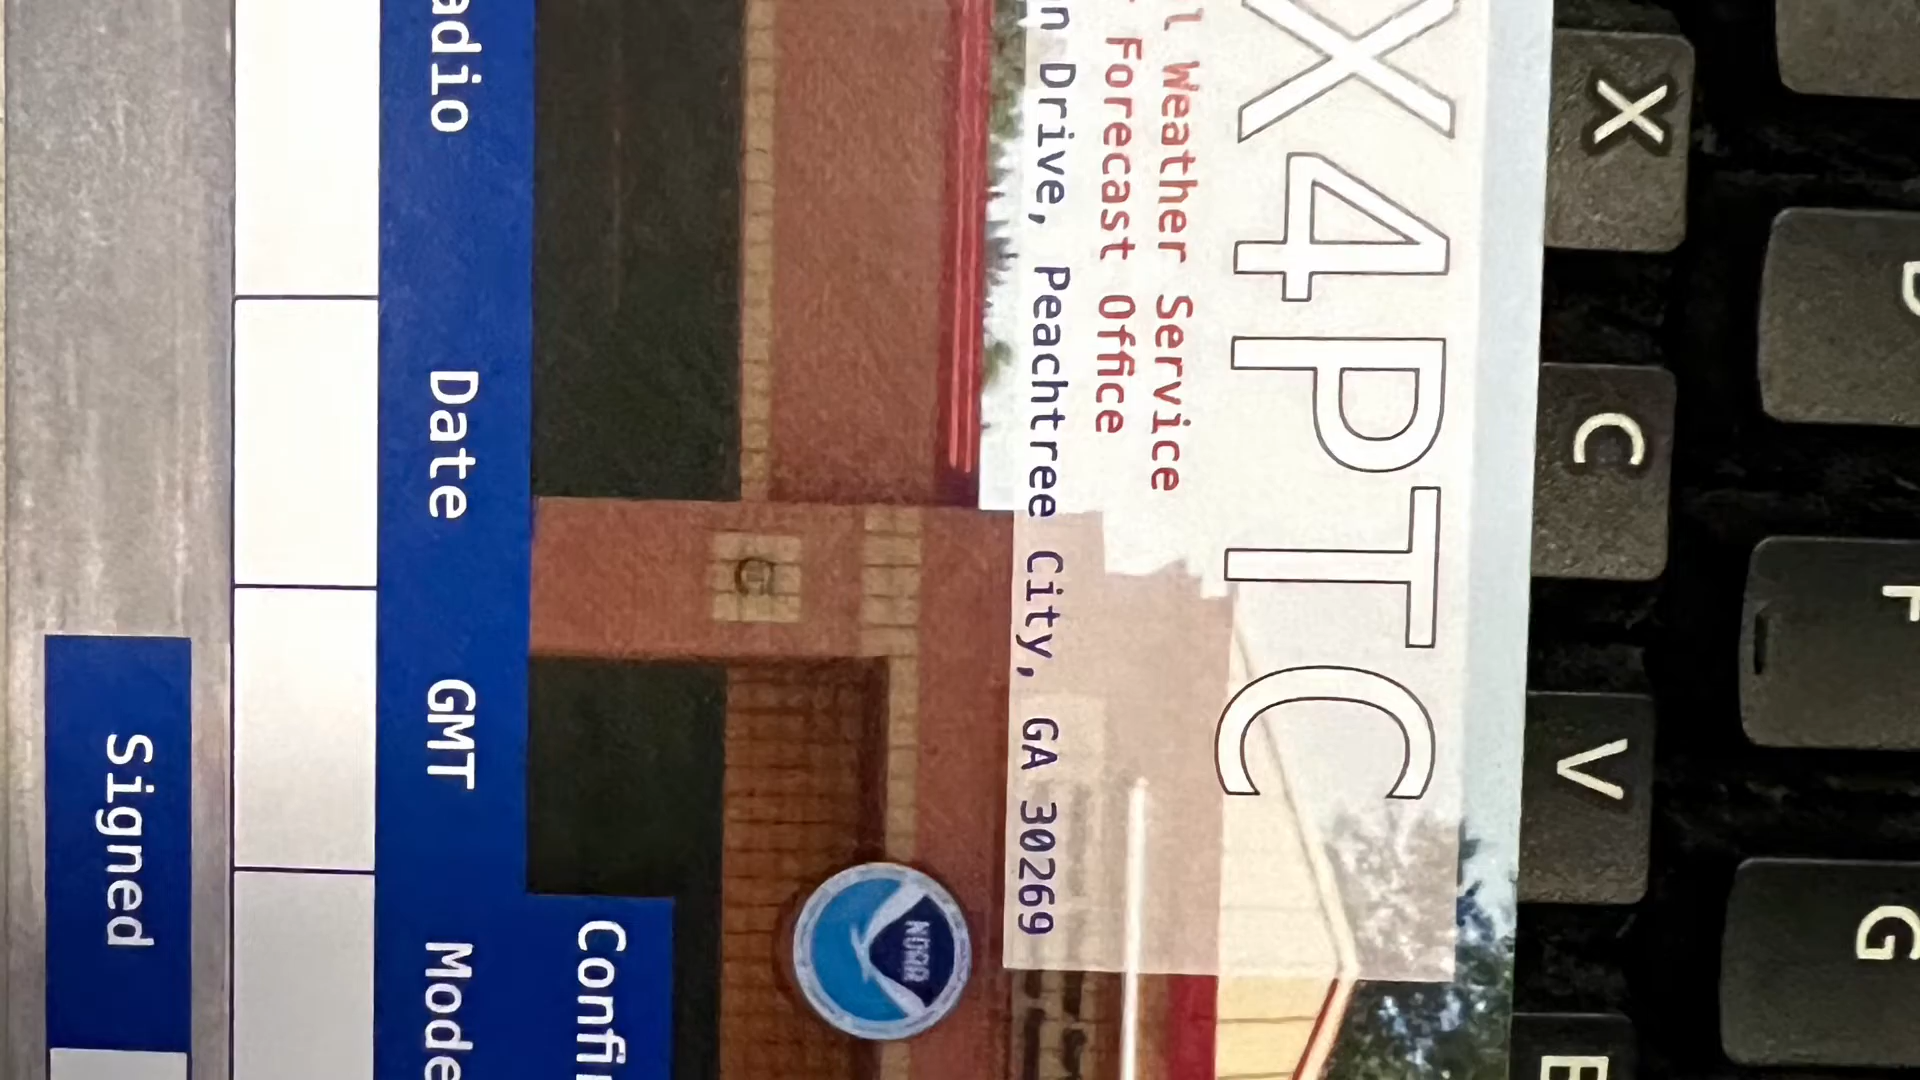 X4PTC
l Weather Service
Forecast Office
n Drive, Peachtree City, GA 30269
NOAA
G
Confi
adio Date GMT Mode
Signed
X C V B
D F G